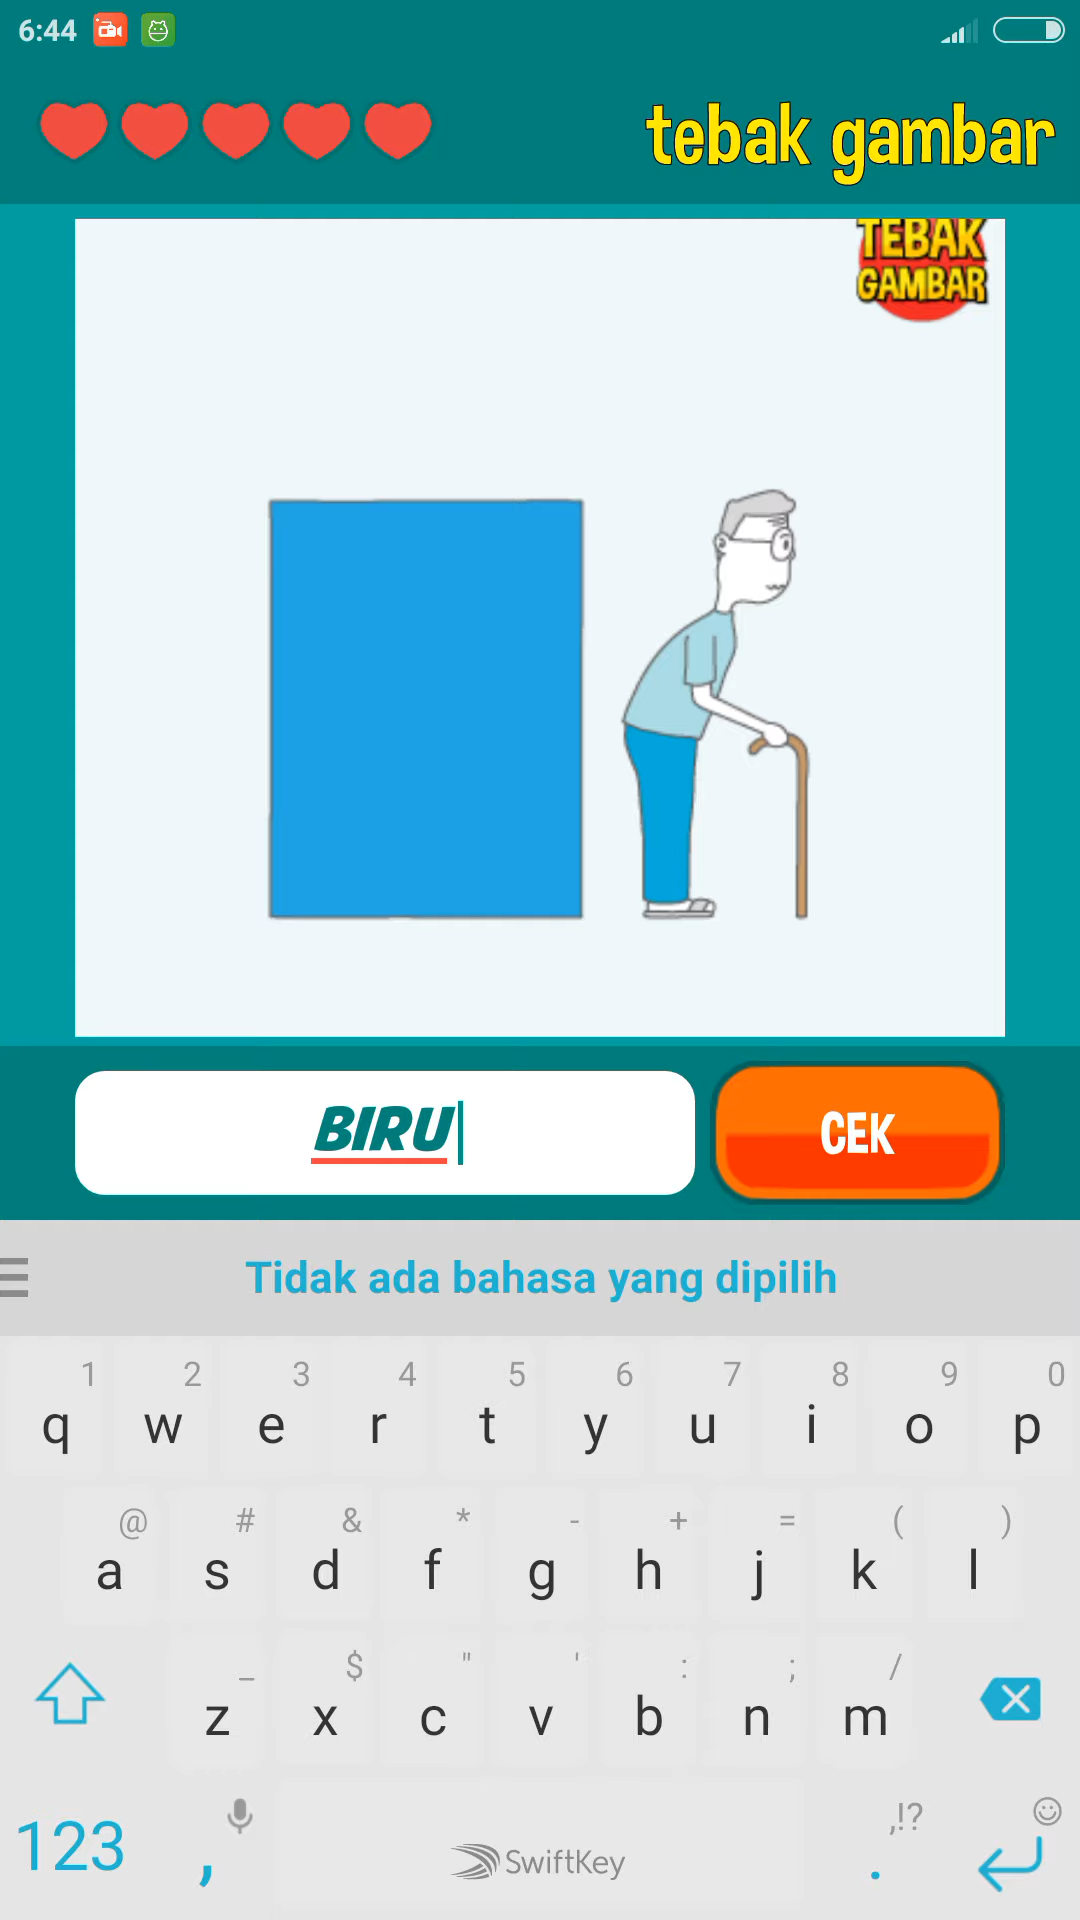 6:44
tebak gambar
TEBAK
GAMBAR
BIRU
CEK
Tidak ada bahasa yang dipilih
1 2 3 4 5 6 7 8 9 0
q w e r t y u i o p
@ # & * - + = ( )
a s d f g h j k l
_ $ " ' : ; /
z x c v b n m
123 , SwiftKey ,!? .